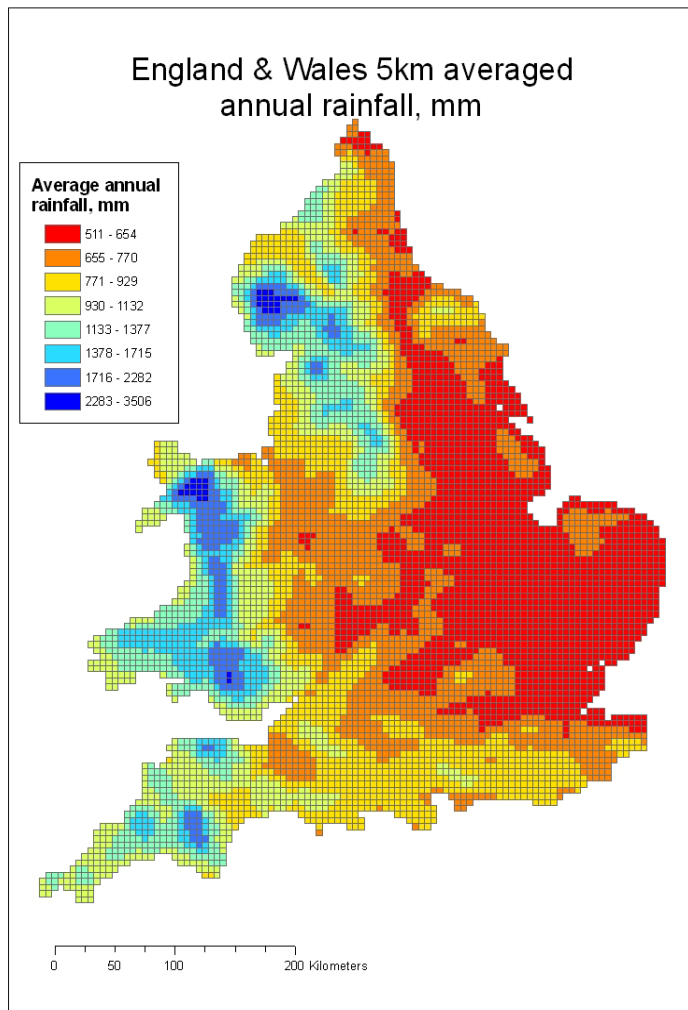 England & Wales 5km averaged
annual rainfall, mm
Average annual
rainfall, mm
511 - 654
655 - 770
771 - 929
930 - 1132
1133 - 1377
1378 - 1715
1716 - 2282
2283 - 3506
0 50 100 200 Kilometers